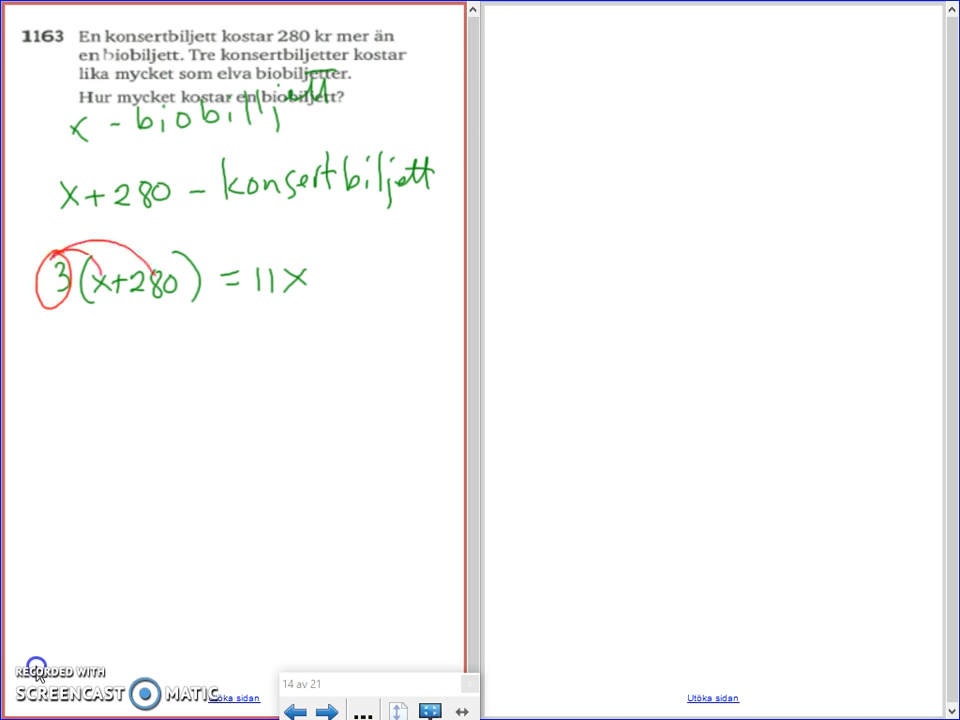 1163 En konsertbiljett kostar 280 kr mer än
en biobiljett. Tre konsertbiljetter kostar
lika mycket som elva biobiljetter.
Hur mycket kostar en biobiljett?
x - biobilljett
x + 280 - konsertbiljett
3(x+280) = 11x
RECORDED WITH
SCREENCAST MATIC
Utöka sidan
14 av 21
Utöka sidan